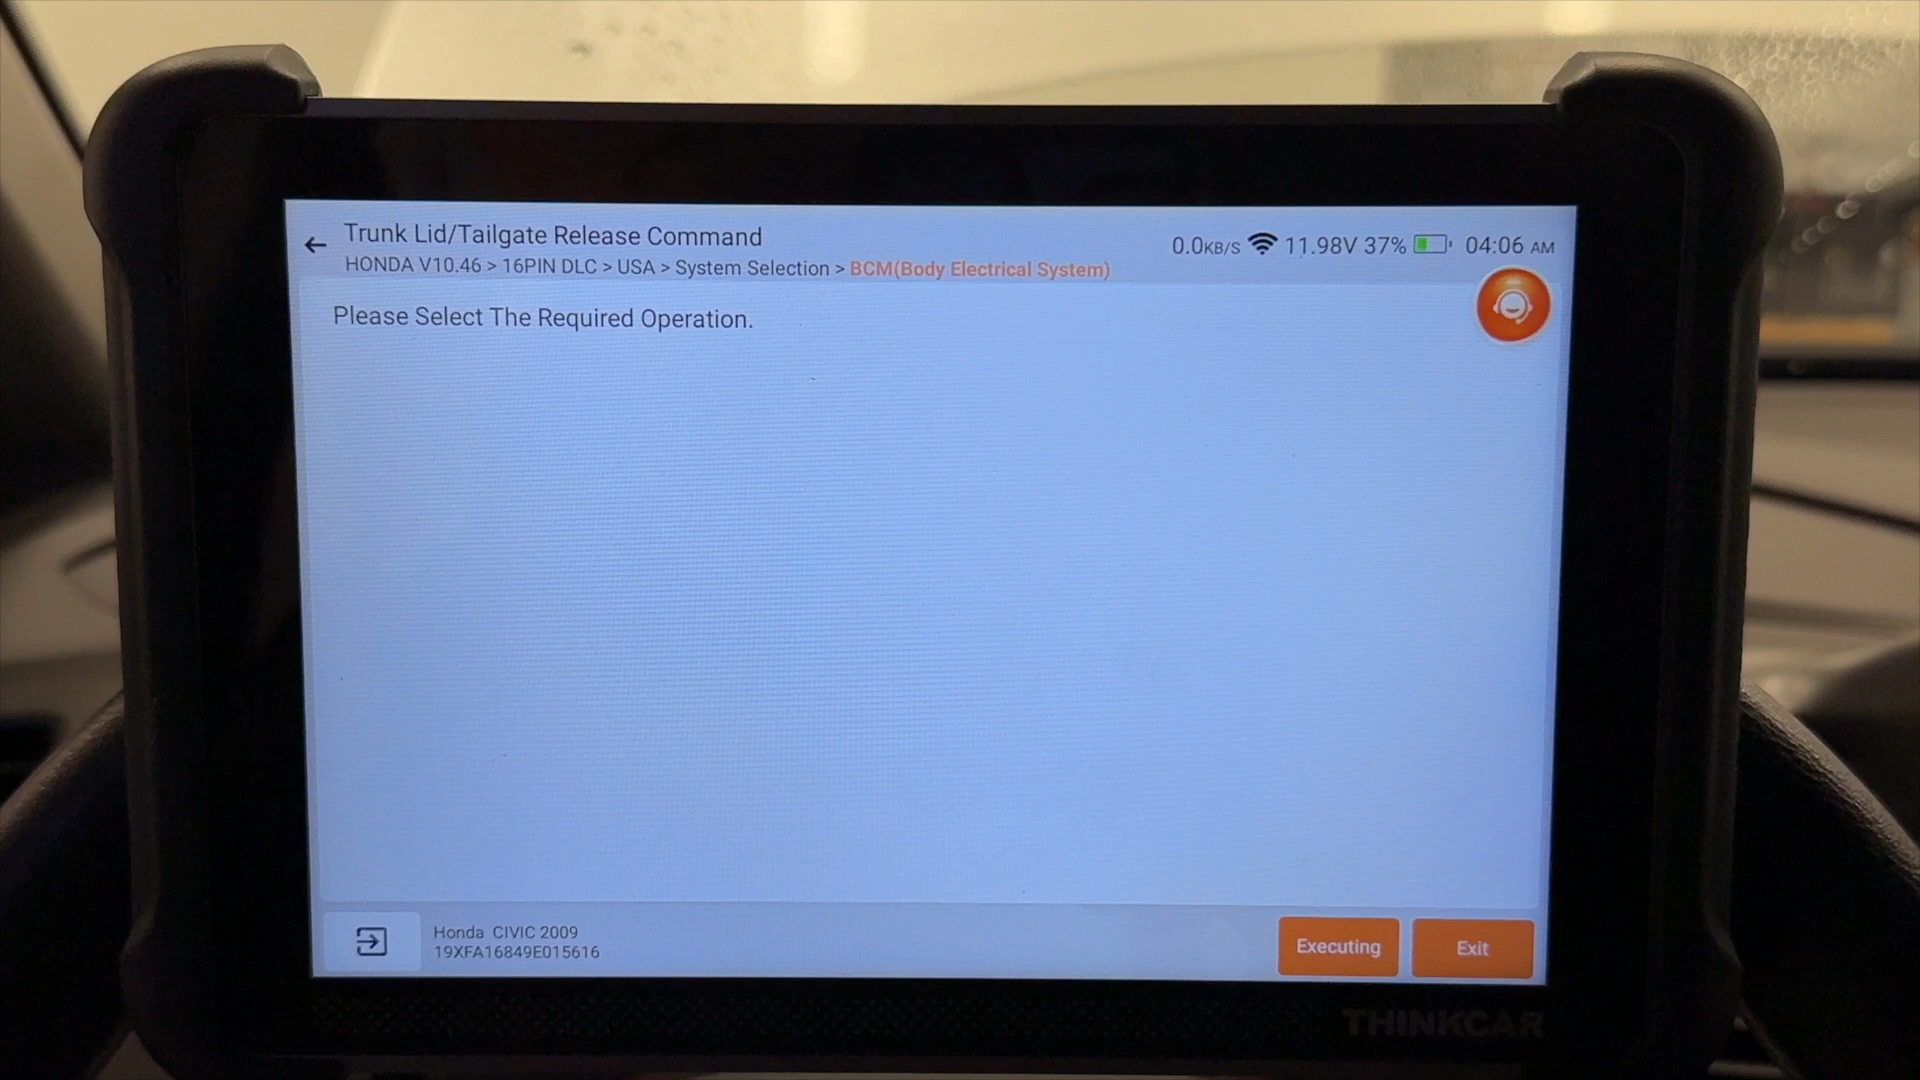 Trunk Lid/Tailgate Release Command
0.0KB/S 11.98V 37% 04:06 AM
HONDA V10.46 > 16PIN DLC > USA > System Selection > BCM(Body Electrical System)
Please Select The Required Operation.
Honda CIVIC 2009
19XFA16849E015616
Executing
Exit
THINKCAR